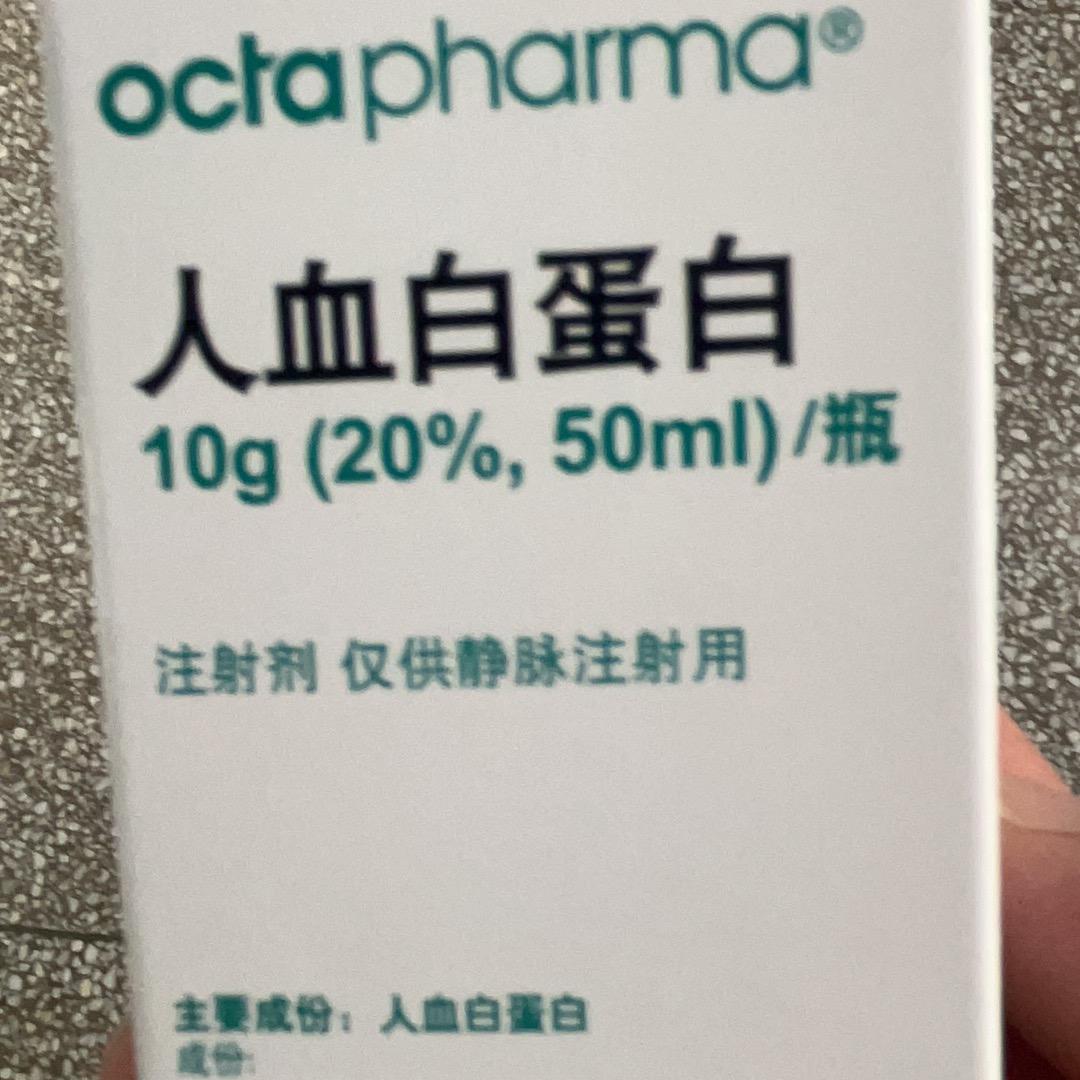 octapharma®
人血白蛋白
10g (20%, 50ml)/瓶
注射剂 仅供静脉注射用
主要成份：人血白蛋白
成份: